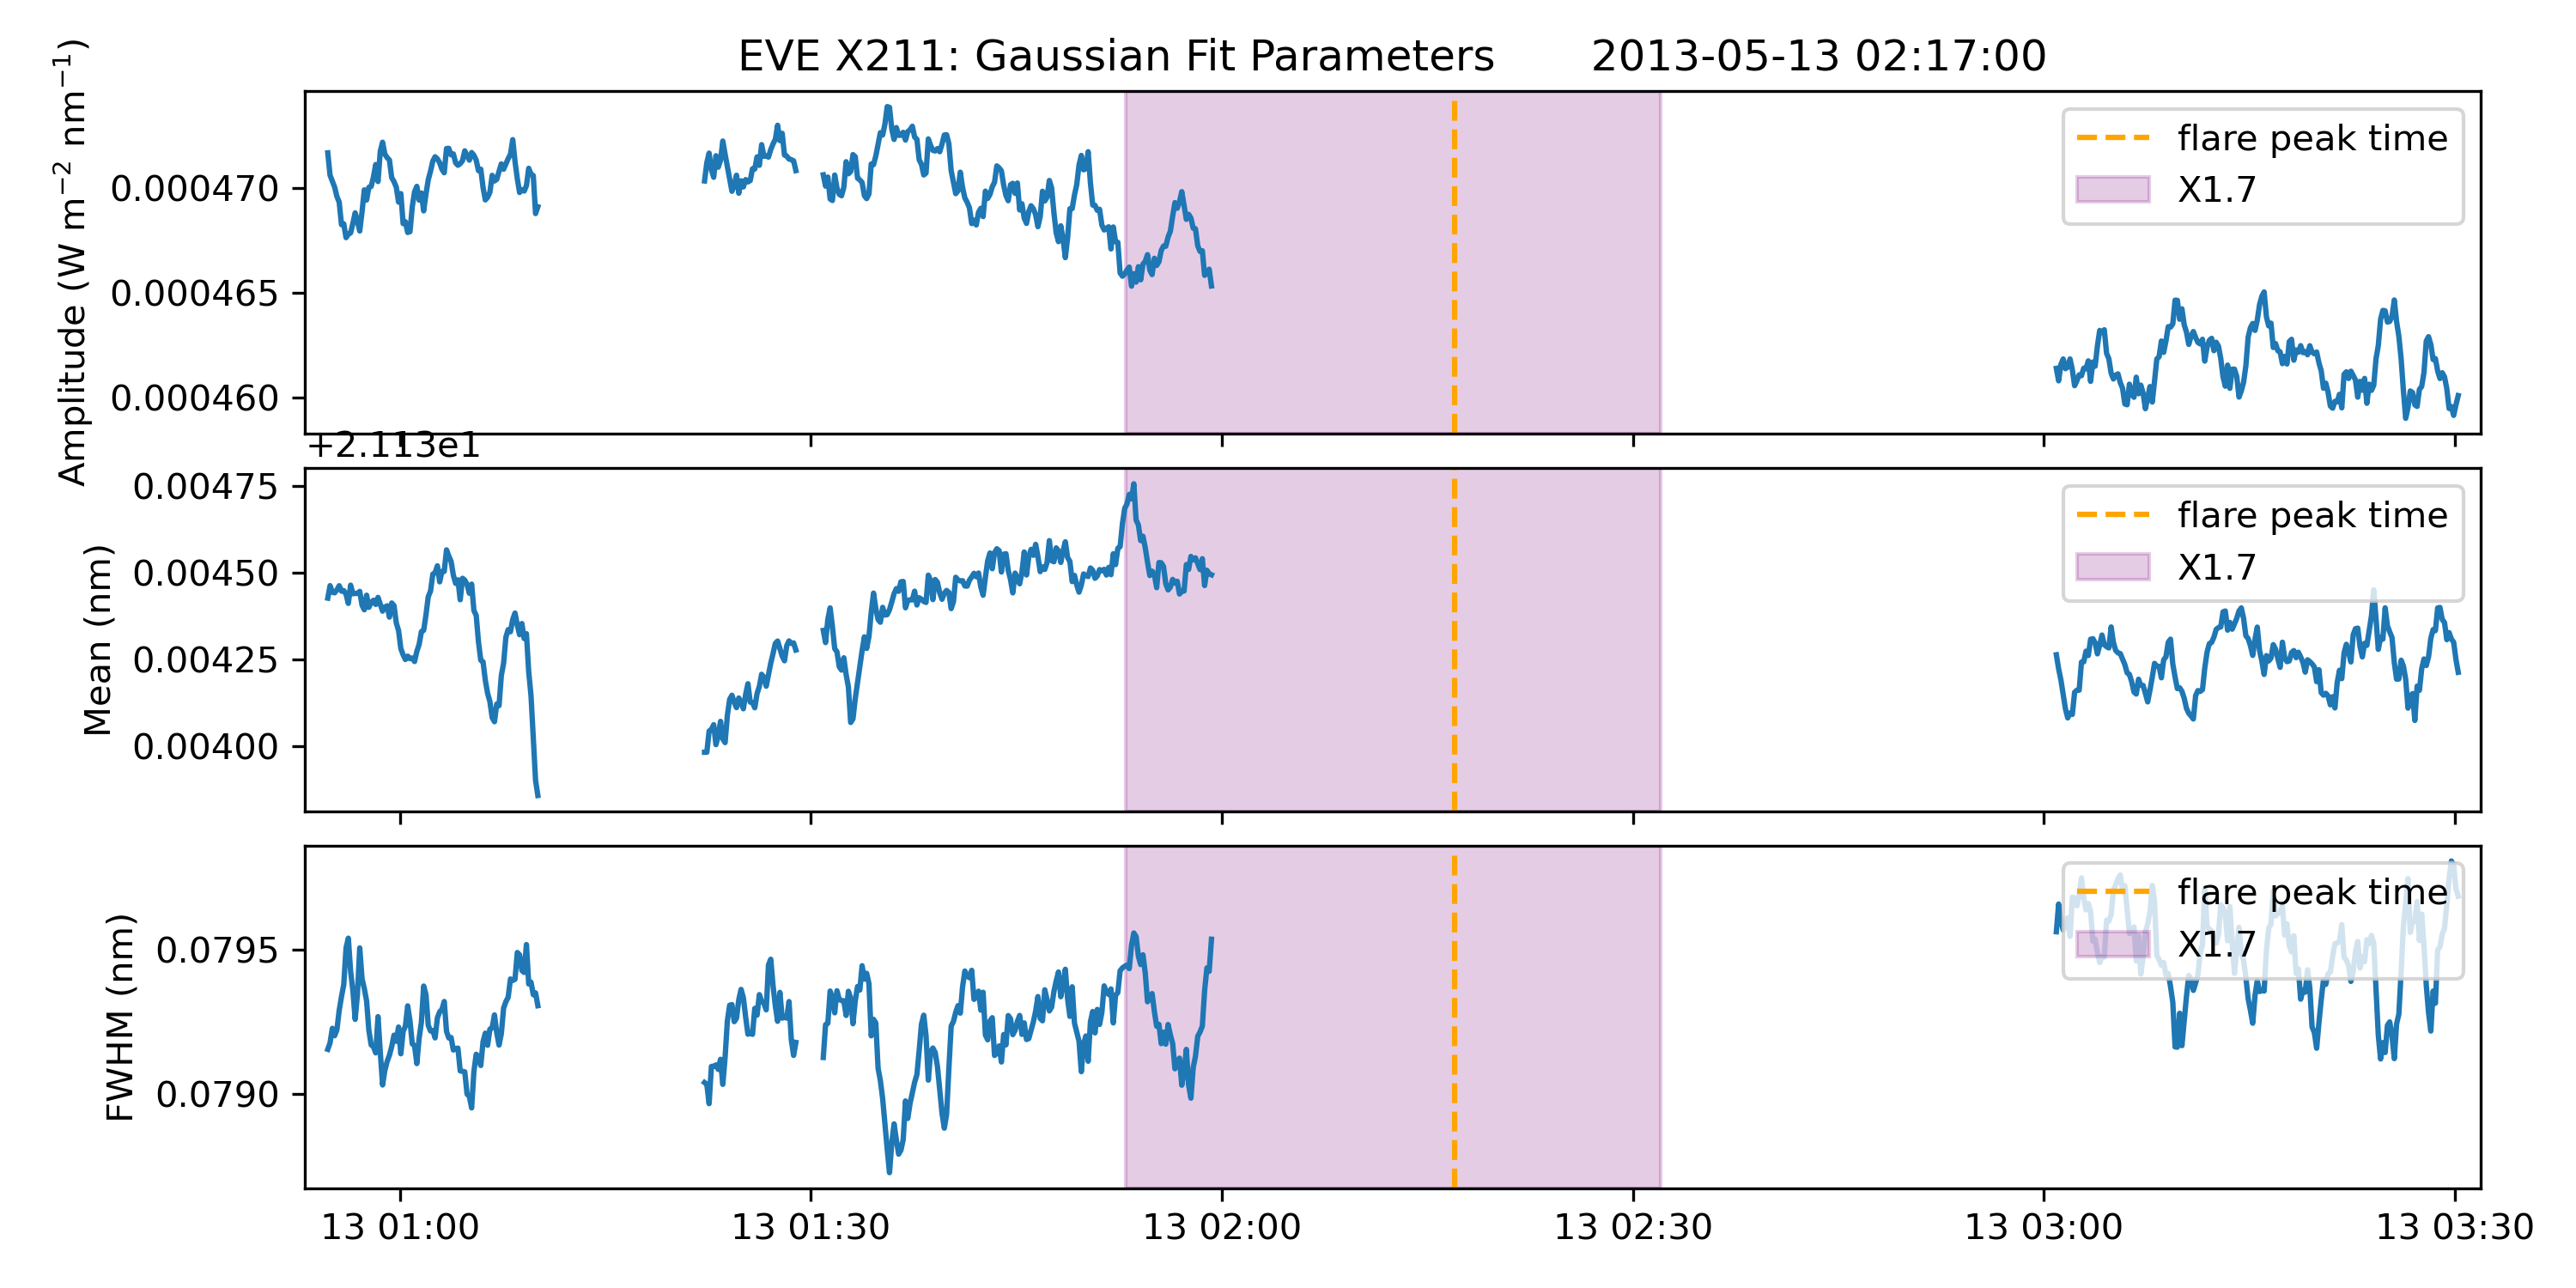 EVE X211: Gaussian Fit Parameters 2013-05-13 02:17:00
Amplitude (W m⁻² nm⁻¹)
0.000470
0.000465
0.000460
flare peak time
X1.7
+2.113e1
Mean (nm)
0.00475
0.00450
0.00425
0.00400
flare peak time
X1.7
FWHM (nm)
0.0795
0.0790
flare peak time
X1.7
13 01:00 13 01:30 13 02:00 13 02:30 13 03:00 13 03:30